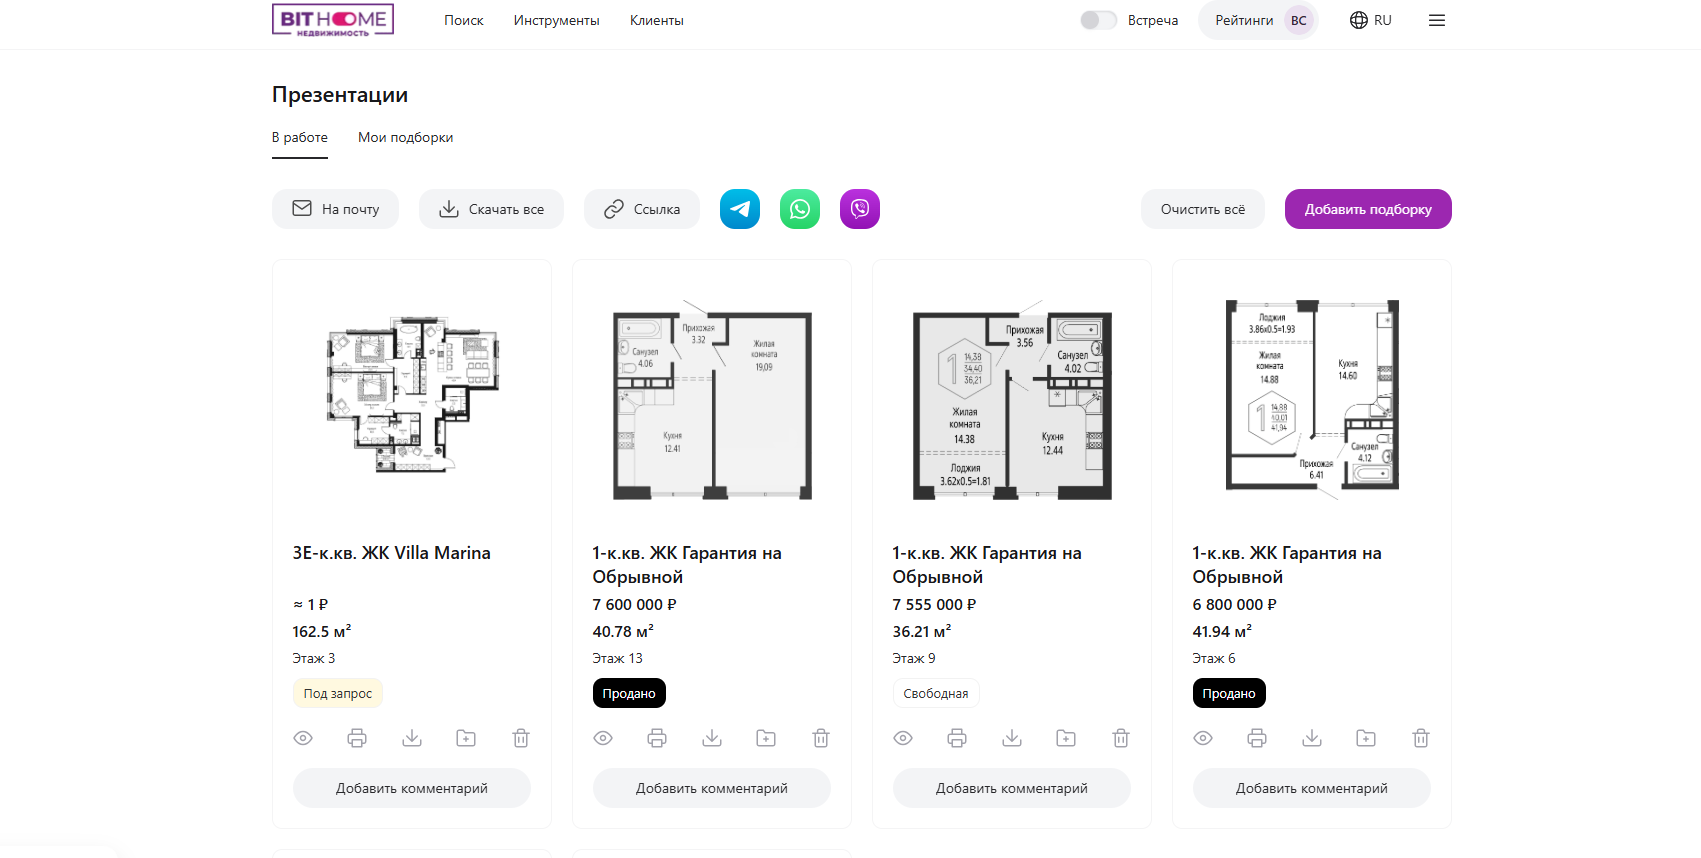 BIT HOME
НЕДВИЖИМОСТЬ
Поиск
Инструменты
Клиенты
Встреча
Рейтинги
ВС
RU
Презентации
В работе
Мои подборки
На почту
Скачать все
Ссылка
Очистить всё
Добавить подборку
3Е-к.кв. ЖК Villa Marina
≈ 1 ₽
162.5 м²
Этаж 3
Под запрос
Добавить комментарий
Прихожая
3.32
Жилая
комната
19,09
Санузел
4.06
Кухня
12.41
1-к.кв. ЖК Гарантия на
Обрывной
7 600 000 ₽
40.78 м²
Этаж 13
Продано
Добавить комментарий
Прихожая
3.56
Санузел
4.02
1
14,38
34,40
36,21
Жилая
комната
14.38
Кухня
12.44
Лоджия
3.62x0.5=1.81
1-к.кв. ЖК Гарантия на
Обрывной
7 555 000 ₽
36.21 м²
Этаж 9
Свободная
Добавить комментарий
Лоджия
3.86x0.5=1.93
Жилая
комната
14.88
Кухня
14.60
1
14,88
40,01
41,94
Санузел
4.12
Прихожая
6.41
1-к.кв. ЖК Гарантия на
Обрывной
6 800 000 ₽
41.94 м²
Этаж 6
Продано
Добавить комментарий